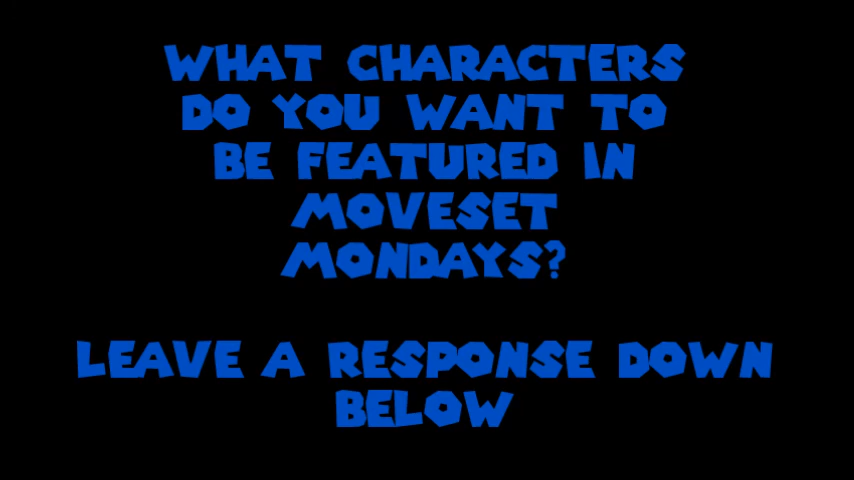 WHAT CHARACTERS
DO YOU WANT TO
BE FEATURED IN
MOVESET
MONDAYS?
LEAVE A RESPONSE DOWN
BELOW